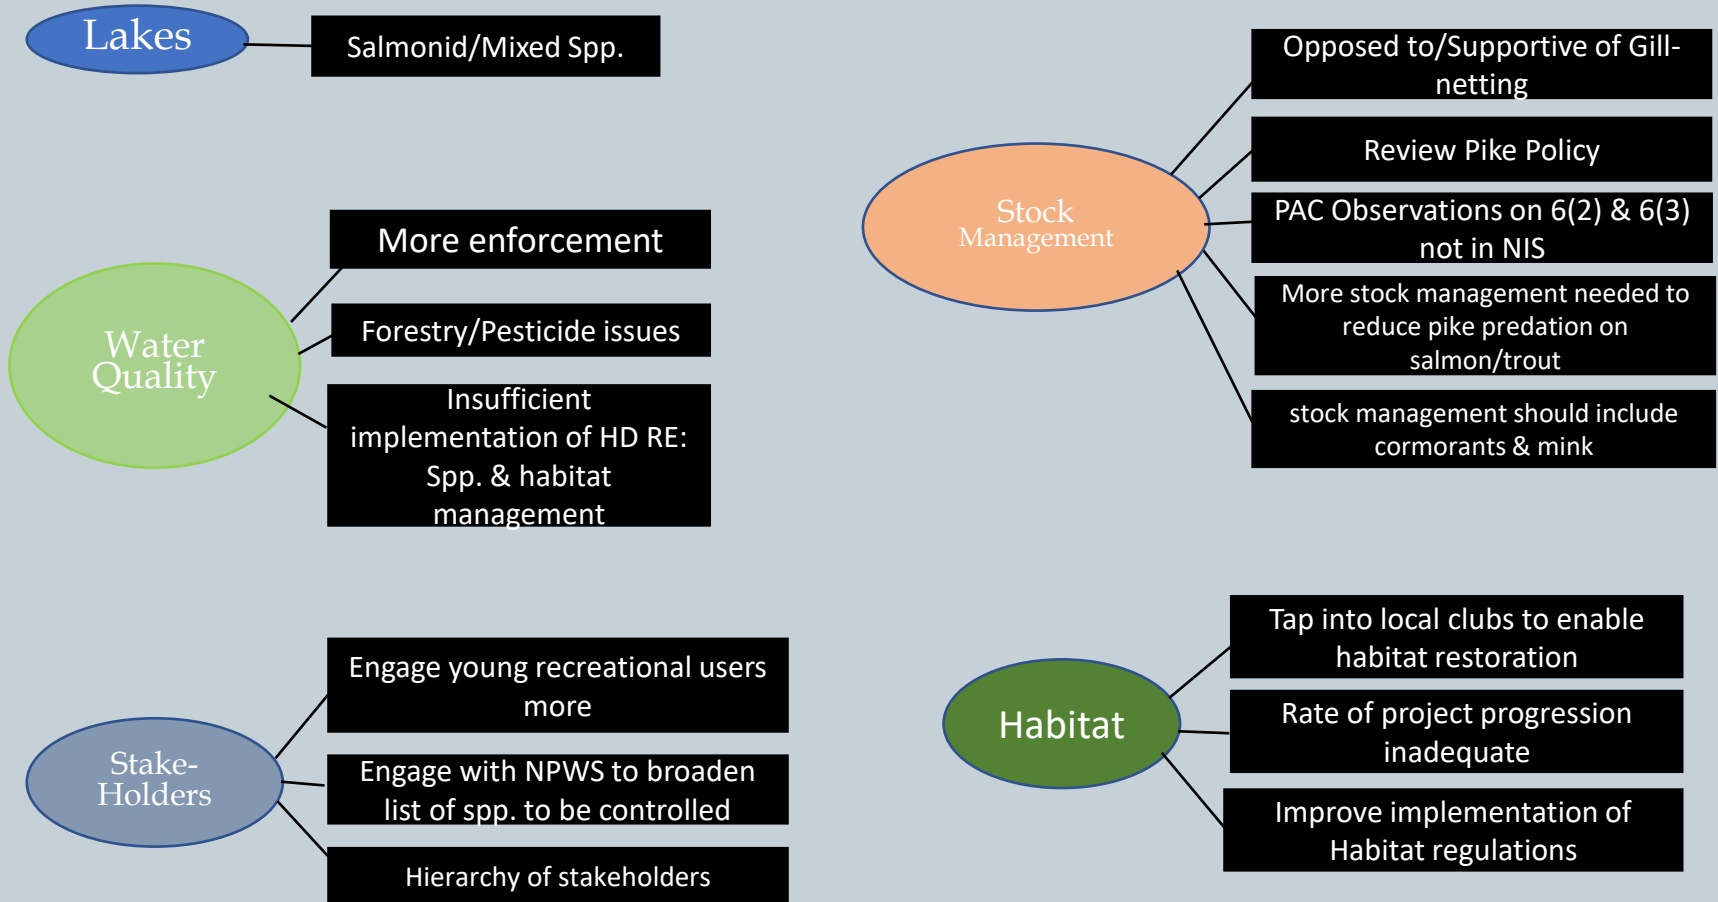 Lakes
Salmonid/Mixed Spp.
Water
Quality
More enforcement
Forestry/Pesticide issues
Insufficient
implementation of HD RE:
Spp. & habitat
management
Stake-
Holders
Engage young recreational users
more
Engage with NPWS to broaden
list of spp. to be controlled
Hierarchy of stakeholders
Stock
Management
Opposed to/Supportive of Gill-
netting
Review Pike Policy
PAC Observations on 6(2) & 6(3)
not in NIS
More stock management needed to
reduce pike predation on
salmon/trout
stock management should include
cormorants & mink
Habitat
Tap into local clubs to enable
habitat restoration
Rate of project progression
inadequate
Improve implementation of
Habitat regulations